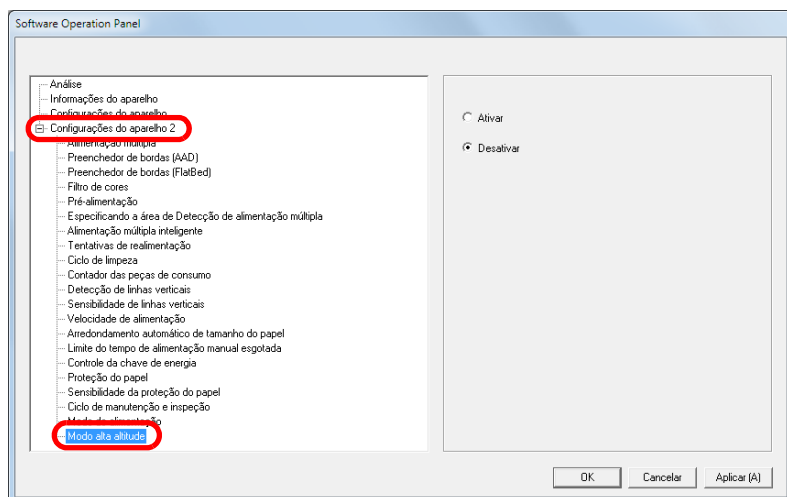 Software Operation Panel
Análise
Informações do aparelho
Configurações do aparelho
Configurações do aparelho 2
Alimentação múltipla
Preenchedor de bordas (AAD)
Preenchedor de bordas (FlatBed)
Filtro de cores
Pré-alimentação
Especificando a área de Detecção de alimentação múltipla
Alimentação múltipla inteligente
Tentativas de realimentação
Ciclo de limpeza
Contador das peças de consumo
Detecção de linhas verticais
Sensibilidade de linhas verticais
Velocidade de alimentação
Arredondamento automático de tamanho do papel
Limite do tempo de alimentação manual esgotada
Controle da chave de energia
Proteção do papel
Sensibilidade da proteção do papel
Ciclo de manutenção e inspeção
Modo de alimentação
Modo alta altitude
Ativar
Desativar
OK Cancelar Aplicar (A)